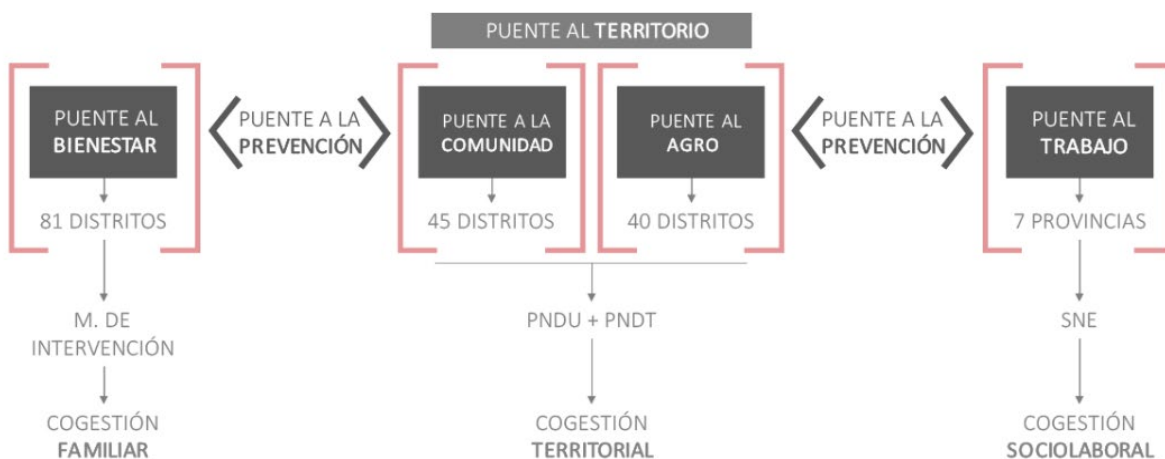 PUENTE AL TERRITORIO
PUENTE AL
BIENESTAR
81 DISTRITOS
M. DE
INTERVENCIÓN
COGESTIÓN
FAMILIAR
PUENTE A LA
PREVENCIÓN
PUENTE A LA
COMUNIDAD
45 DISTRITOS
PUENTE AL
AGRO
40 DISTRITOS
PNDU + PNDT
COGESTIÓN
TERRITORIAL
PUENTE A LA
PREVENCIÓN
PUENTE AL
TRABAJO
7 PROVINCIAS
SNE
COGESTIÓN
SOCIOLABORAL